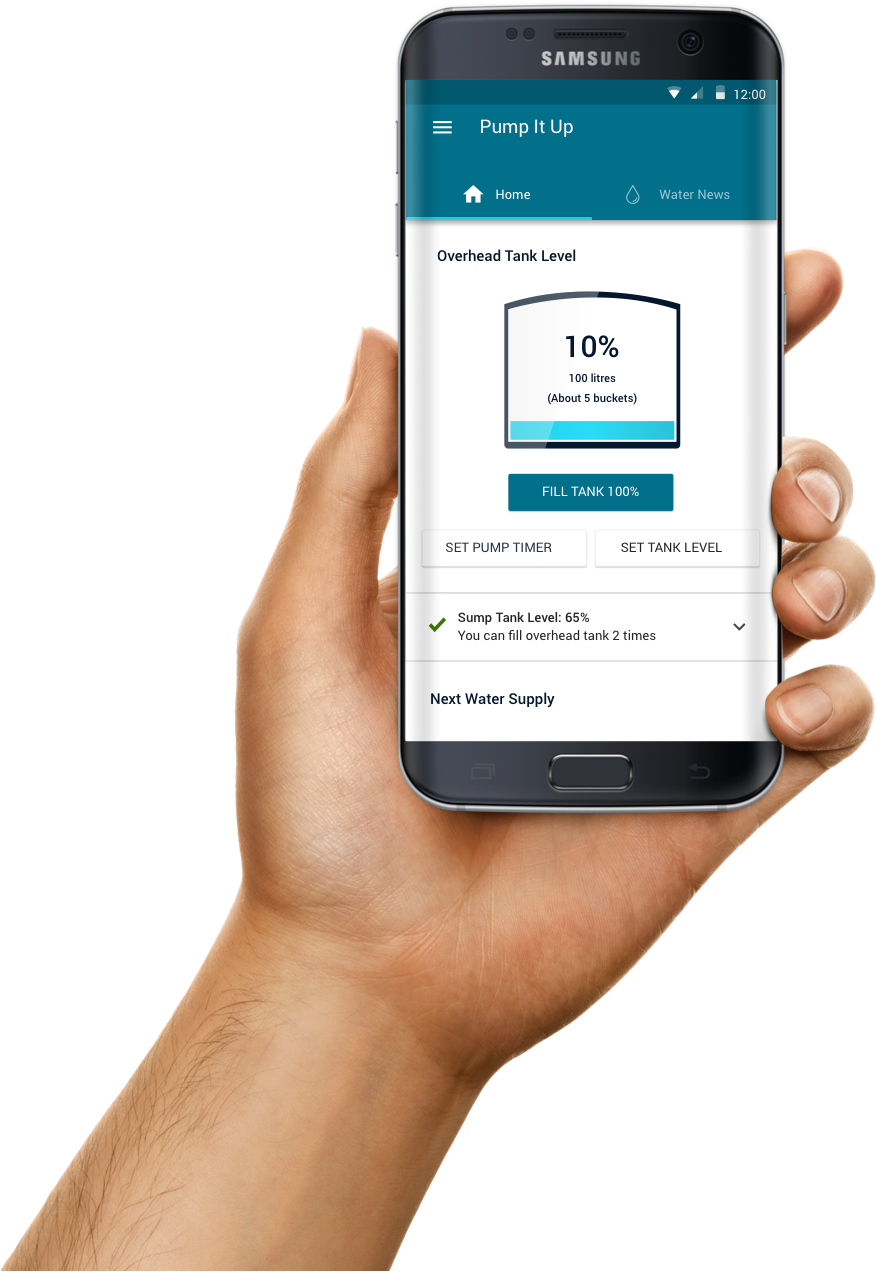 SAMSUNG
12:00
Pump It Up
Home
Water News
Overhead Tank Level
10%
100 litres
(About 5 buckets)
FILL TANK 100%
SET PUMP TIMER
SET TANK LEVEL
Sump Tank Level: 65%
You can fill overhead tank 2 times
Next Water Supply